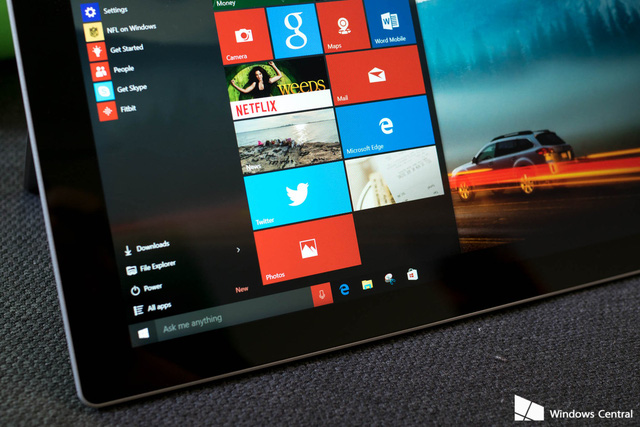 Money
Settings
NFL on Windows
Get Started
People
Get Skype
Fitbit
Camera
g
Maps
Word Mobile
weeds
NETFLIX
Mail
News
Microsoft Edge
Twitter
Photos
Downloads
File Explorer
Power
All apps
New
Ask me anything
Windows Central